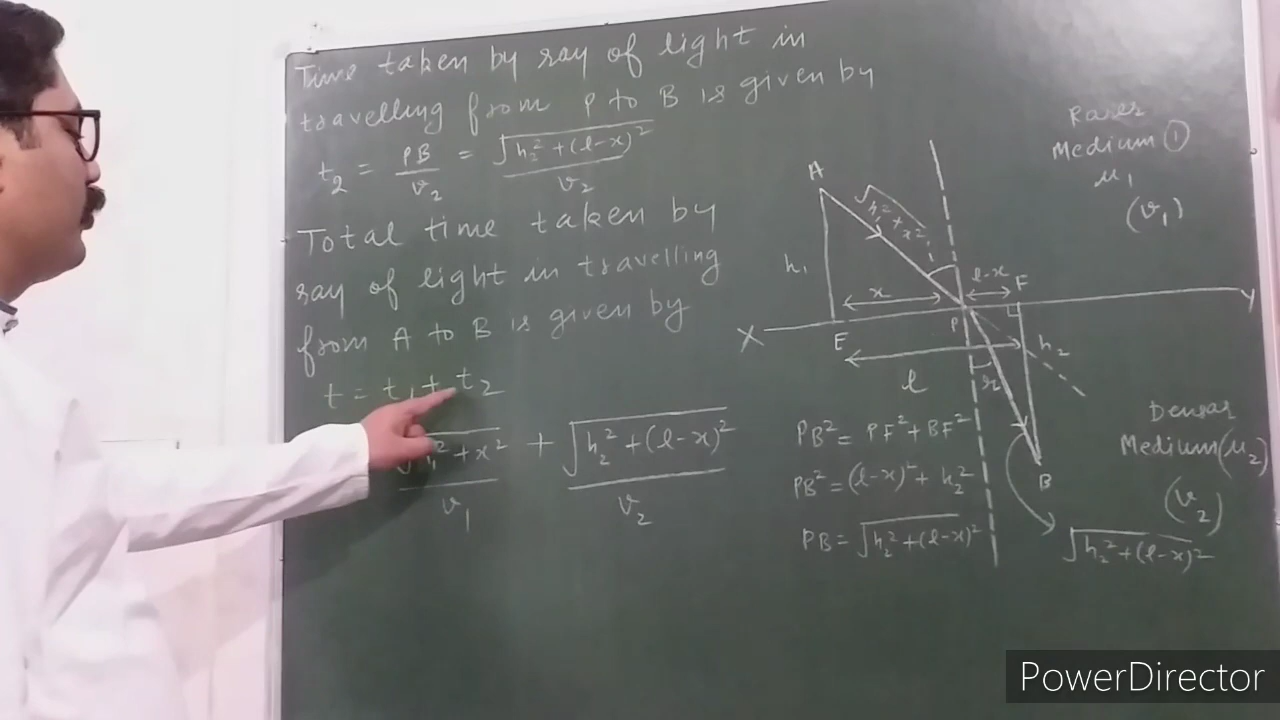 Time taken by ray of light in
travelling from P to B is given by
t₂ = PB/v₂ = √(h₂² + (l-x)²)/v₂
Total time taken by
ray of light in travelling
from A to B is given by
t = t₁ + t₂
√(h₁² + x²)/v₁ + √(h₂² + (l-x)²)/v₂
Rarer
Medium ①
μ₁
(v₁)
A
√h₁² + x²
h₁
x
l-x
F
X
E
P
Y
h₂
l
r
B
PB² = PF² + BF²
PB² = (l-x)² + h₂²
PB = √h₂² + (l-x)²
Denser
Medium (μ₂)
(v₂)
√h₂² + (l-x)²
PowerDirector